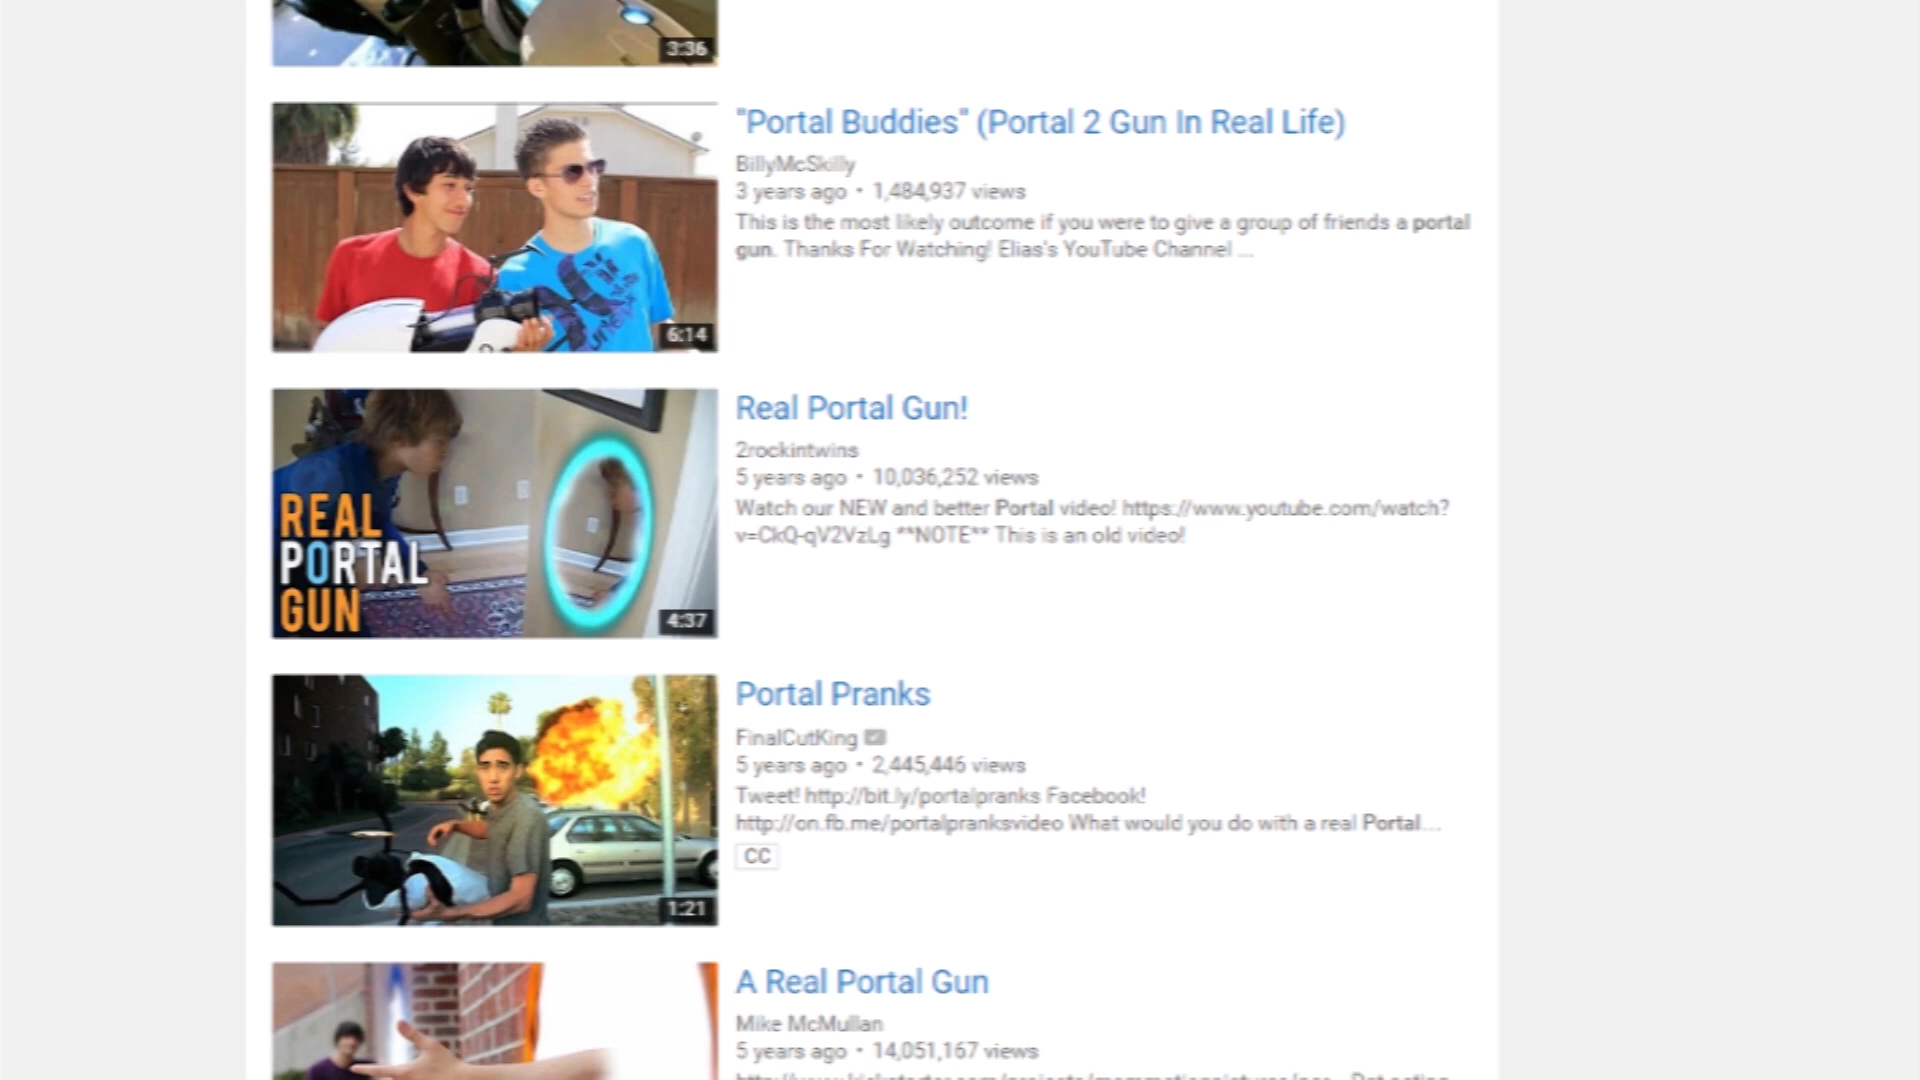 3:36
"Portal Buddies" (Portal 2 Gun In Real Life)
BillyMcSkilly
3 years ago • 1,484,937 views
This is the most likely outcome if you were to give a group of friends a portal
gun. Thanks For Watching! Elias's YouTube Channel ...
6:14
Real Portal Gun!
2rockintwins
5 years ago • 10,036,252 views
Watch our NEW and better Portal video! https://www.youtube.com/watch?
v=CkQ-qV2VzLg **NOTE** This is an old video!
REAL
PORTAL
GUN
4:37
Portal Pranks
FinalCutKing
5 years ago • 2,445,446 views
Tweet! http://bit.ly/portalpranks Facebook!
http://on.fb.me/portalpranksvideo What would you do with a real Portal...
CC
1:21
A Real Portal Gun
Mike McMullan
5 years ago • 14,051,167 views